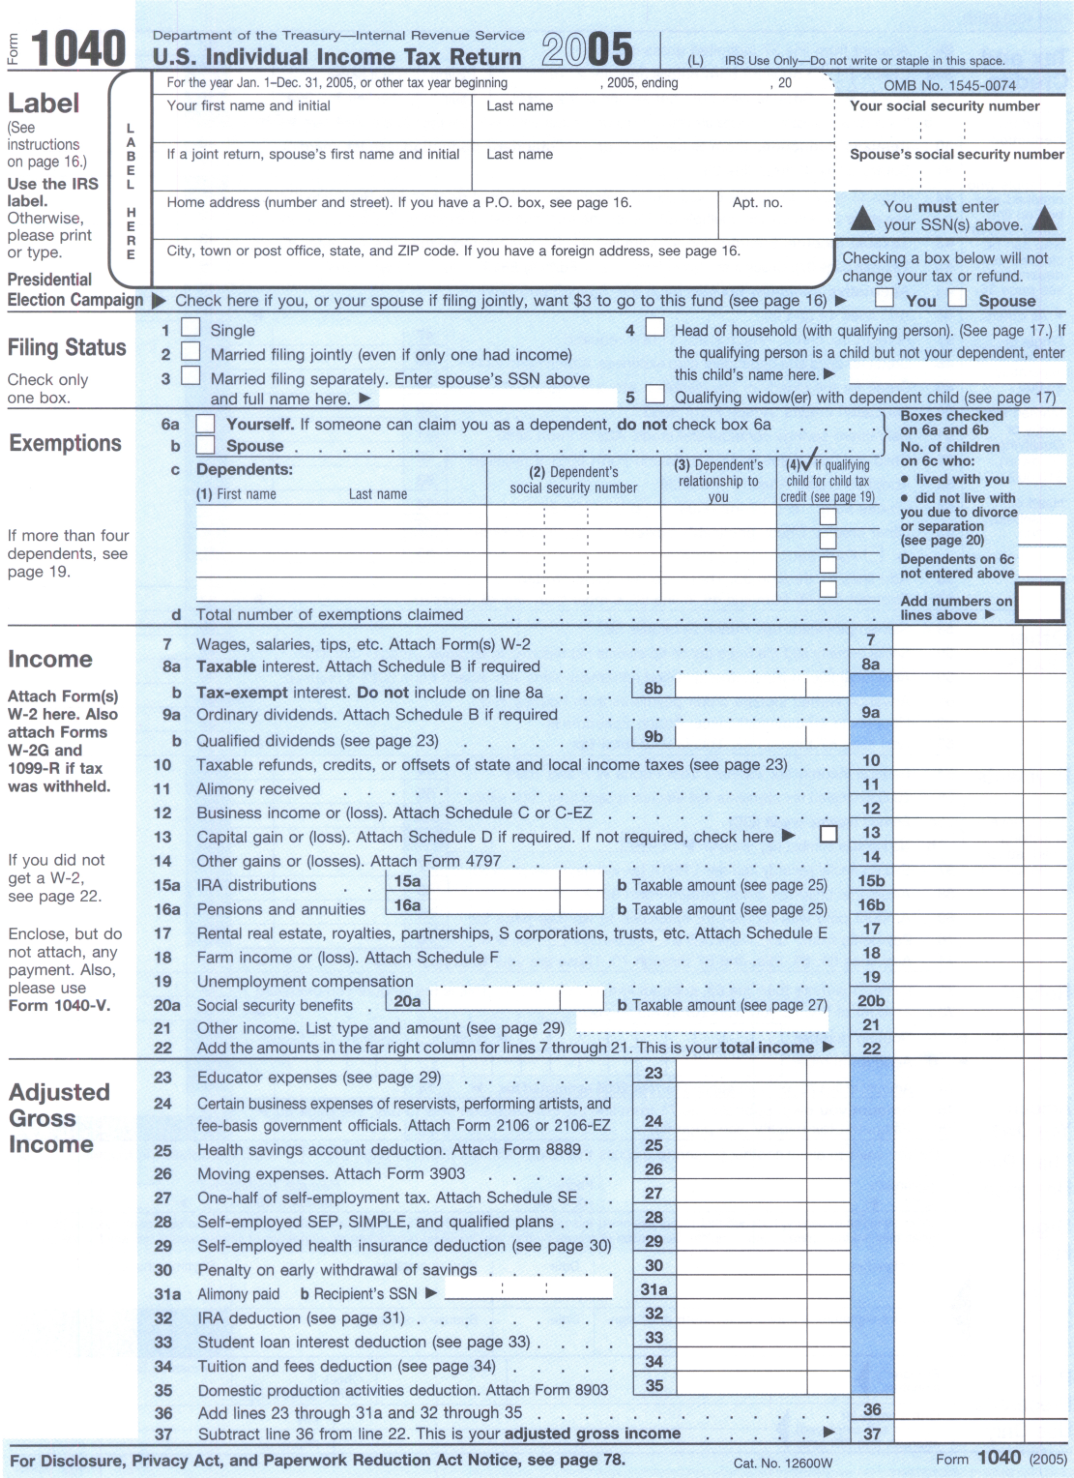 Form 1040 Department of the Treasury—Internal Revenue Service
U.S. Individual Income Tax Return 2005 (L) IRS Use Only—Do not write or staple in this space.
For the year Jan. 1–Dec. 31, 2005, or other tax year beginning , 2005, ending , 20 OMB No. 1545-0074
Label
(See
instructions
on page 16.)
Use the IRS
label.
Otherwise,
please print
or type.
LABEL HERE
Your first name and initial Last name Your social security number
If a joint return, spouse's first name and initial Last name Spouse's social security number
Home address (number and street). If you have a P.O. box, see page 16. Apt. no.
You must enter
your SSN(s) above.
City, town or post office, state, and ZIP code. If you have a foreign address, see page 16.
Checking a box below will not
change your tax or refund.
Presidential
Election Campaign ▶ Check here if you, or your spouse if filing jointly, want $3 to go to this fund (see page 16) ▶ You Spouse
Filing Status
Check only
one box.
1 Single
2 Married filing jointly (even if only one had income)
3 Married filing separately. Enter spouse's SSN above
and full name here. ▶
4 Head of household (with qualifying person). (See page 17.) If
the qualifying person is a child but not your dependent, enter
this child's name here. ▶
5 Qualifying widow(er) with dependent child (see page 17)
Exemptions
If more than four
dependents, see
page 19.
6a Yourself. If someone can claim you as a dependent, do not check box 6a . . . .
b Spouse . . . . . . . . . . . . . . . . . . . . . . . .
c Dependents:
(1) First name Last name
(2) Dependent's
social security number
(3) Dependent's
relationship to
you
(4) ✓ if qualifying
child for child tax
credit (see page 19)
Boxes checked
on 6a and 6b
No. of children
on 6c who:
• lived with you
• did not live with
you due to divorce
or separation
(see page 20)
Dependents on 6c
not entered above
Add numbers on
lines above ▶
d Total number of exemptions claimed . . . . . . . . . . . . . . .
Income
Attach Form(s)
W-2 here. Also
attach Forms
W-2G and
1099-R if tax
was withheld.
If you did not
get a W-2,
see page 22.
Enclose, but do
not attach, any
payment. Also,
please use
Form 1040-V.
7 Wages, salaries, tips, etc. Attach Form(s) W-2 . . . . . . . . . . . . 7
8a Taxable interest. Attach Schedule B if required . . . . . . . . . . . . 8a
b Tax-exempt interest. Do not include on line 8a . . . 8b
9a Ordinary dividends. Attach Schedule B if required . . . . . . . . . . . 9a
b Qualified dividends (see page 23) . . . . . . . 9b
10 Taxable refunds, credits, or offsets of state and local income taxes (see page 23) . . 10
11 Alimony received . . . . . . . . . . . . . . . . . . . . 11
12 Business income or (loss). Attach Schedule C or C-EZ . . . . . . . . . . 12
13 Capital gain or (loss). Attach Schedule D if required. If not required, check here ▶ 13
14 Other gains or (losses). Attach Form 4797 . . . . . . . . . . . . . 14
15a IRA distributions . . 15a b Taxable amount (see page 25) 15b
16a Pensions and annuities 16a b Taxable amount (see page 25) 16b
17 Rental real estate, royalties, partnerships, S corporations, trusts, etc. Attach Schedule E 17
18 Farm income or (loss). Attach Schedule F . . . . . . . . . . . . . 18
19 Unemployment compensation . . . . . . . . . . . . . . . . 19
20a Social security benefits . 20a b Taxable amount (see page 27) 20b
21 Other income. List type and amount (see page 29) 21
22 Add the amounts in the far right column for lines 7 through 21. This is your total income ▶ 22
Adjusted
Gross
Income
23 Educator expenses (see page 29) . . . . . . . 23
24 Certain business expenses of reservists, performing artists, and
fee-basis government officials. Attach Form 2106 or 2106-EZ 24
25 Health savings account deduction. Attach Form 8889 . . 25
26 Moving expenses. Attach Form 3903 . . . . . . 26
27 One-half of self-employment tax. Attach Schedule SE . . 27
28 Self-employed SEP, SIMPLE, and qualified plans . . . 28
29 Self-employed health insurance deduction (see page 30) 29
30 Penalty on early withdrawal of savings . . . . . . 30
31a Alimony paid b Recipient's SSN ▶ 31a
32 IRA deduction (see page 31) . . . . . . . . . 32
33 Student loan interest deduction (see page 33) . . . . 33
34 Tuition and fees deduction (see page 34) . . . . . 34
35 Domestic production activities deduction. Attach Form 8903 35
36 Add lines 23 through 31a and 32 through 35 . . . . . . . . . . . . 36
37 Subtract line 36 from line 22. This is your adjusted gross income . . . . . ▶ 37
For Disclosure, Privacy Act, and Paperwork Reduction Act Notice, see page 78. Cat. No. 12600W Form 1040 (2005)